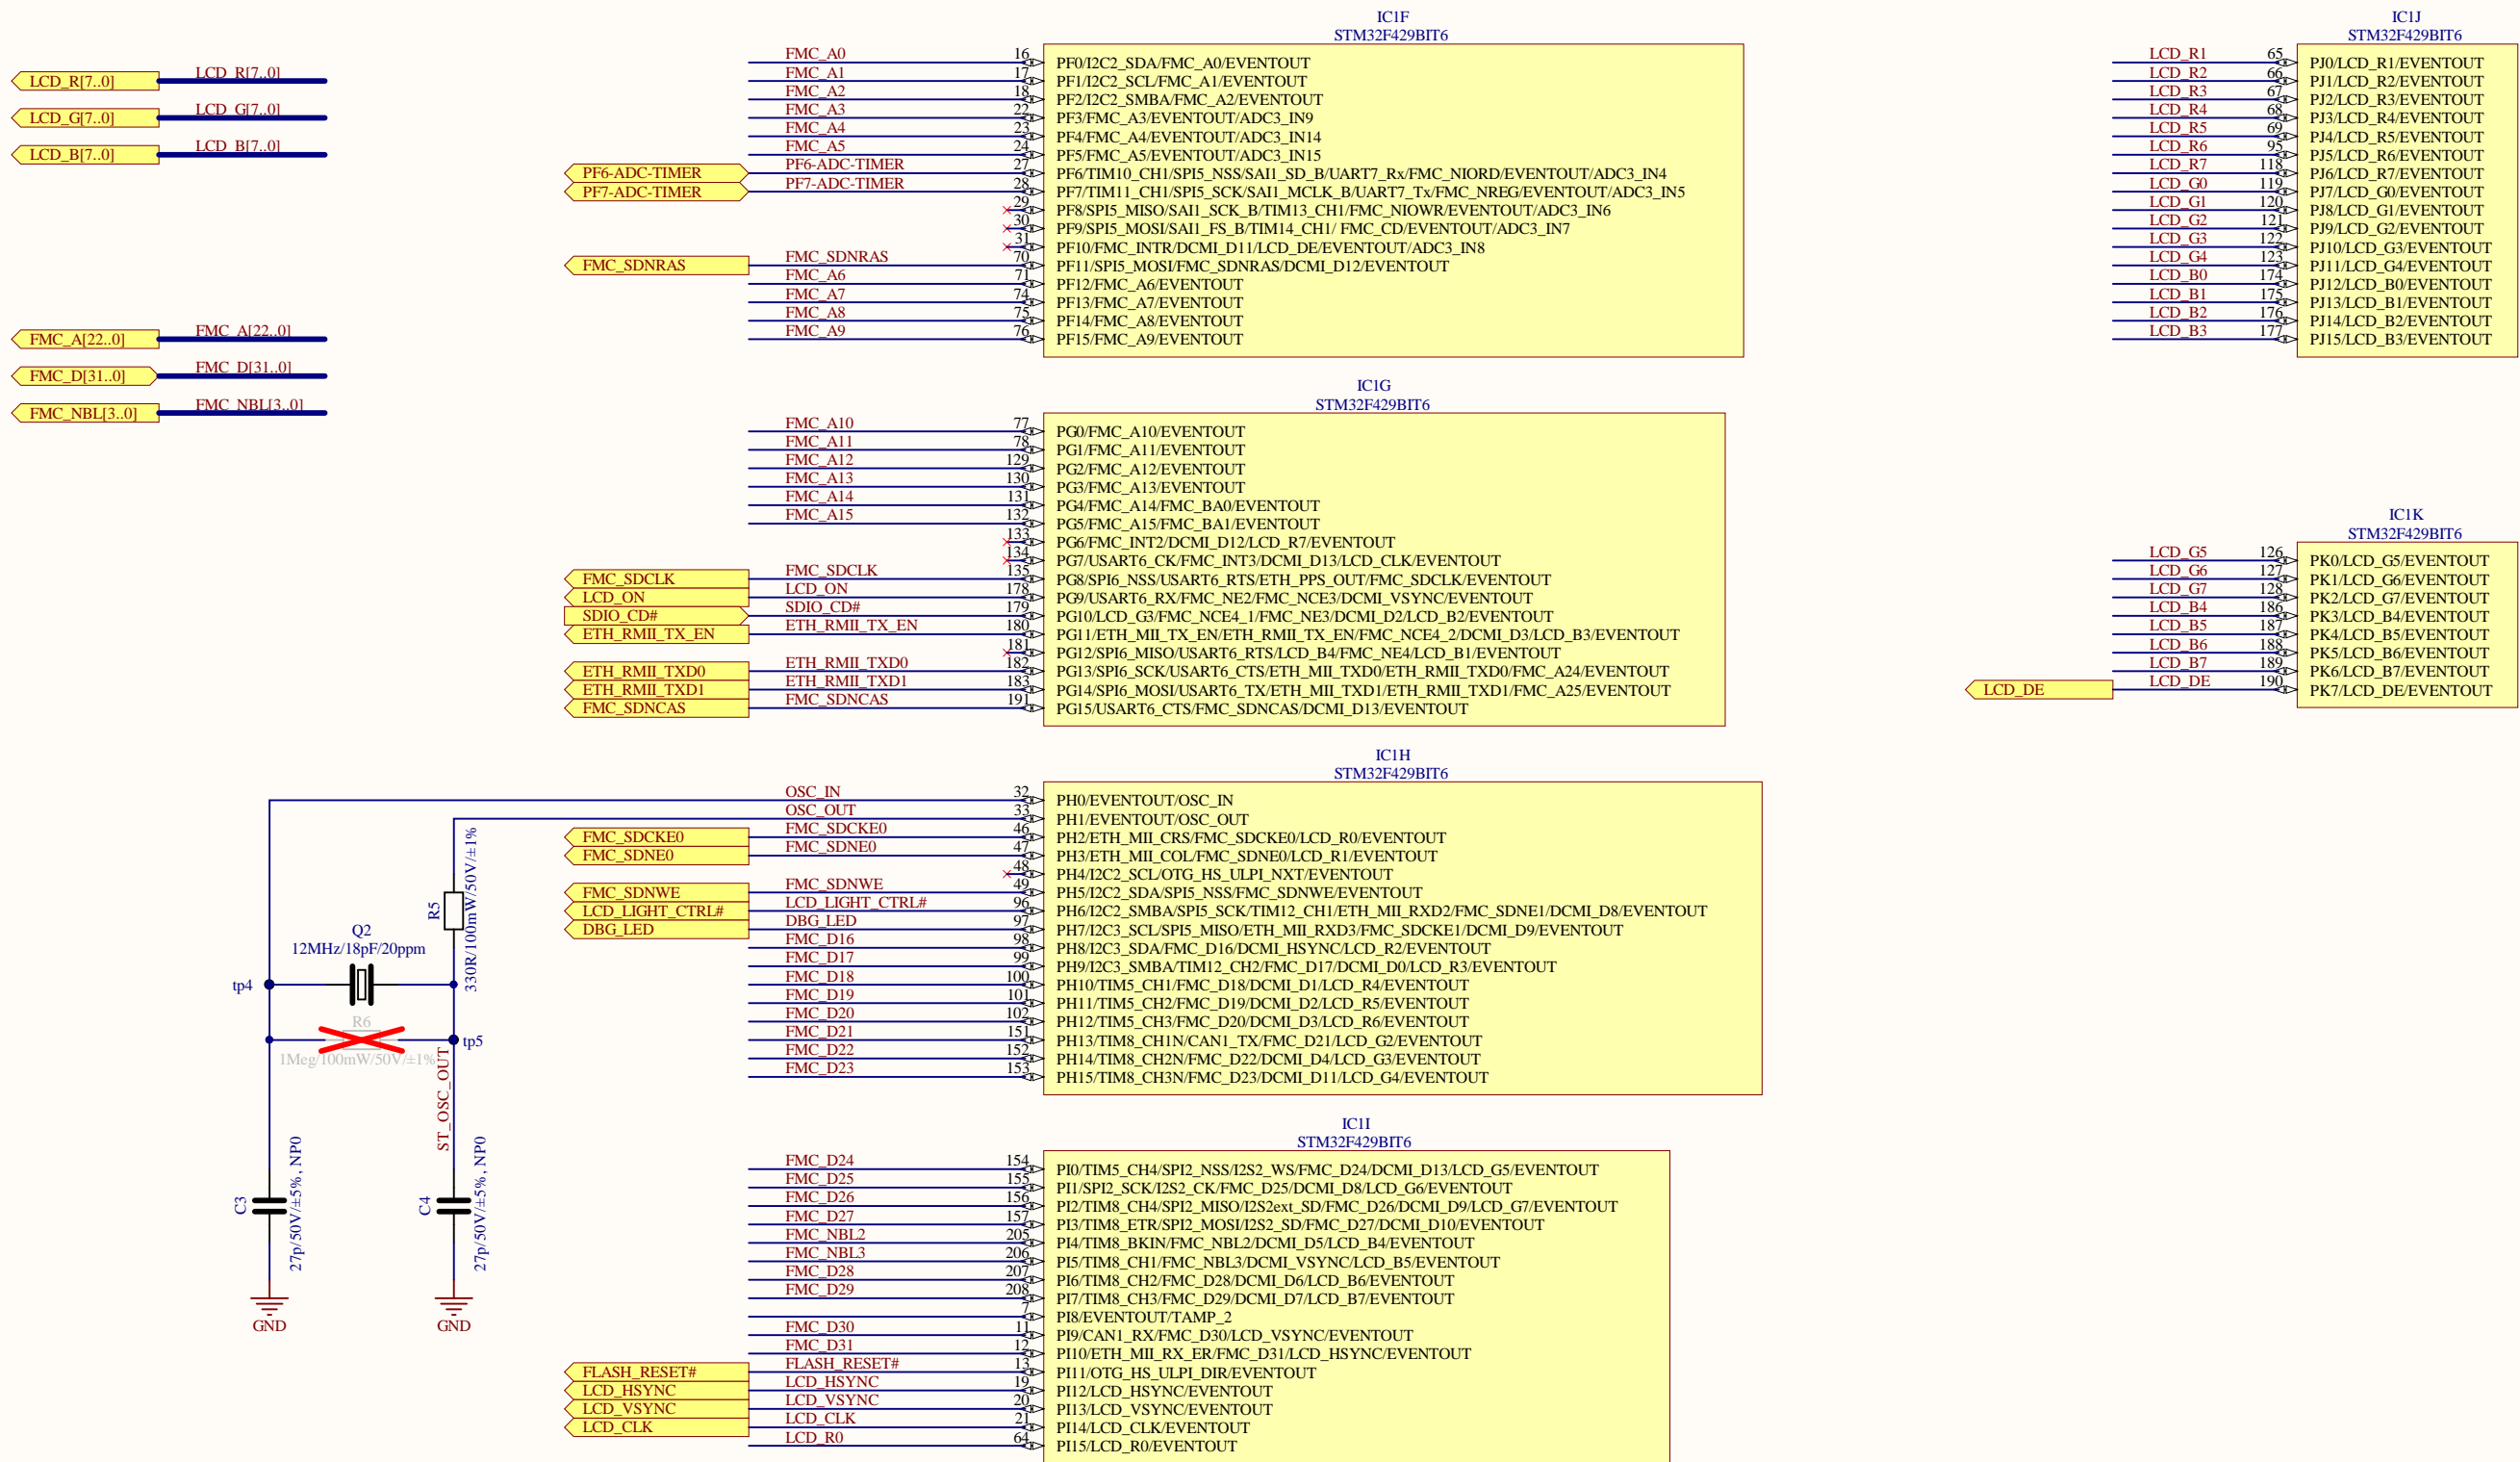 LCD_R[7..0] LCD_R[7..0]
LCD_G[7..0] LCD_G[7..0]
LCD_B[7..0] LCD_B[7..0]
FMC_A[22..0] FMC_A[22..0]
FMC_D[31..0] FMC_D[31..0]
FMC_NBL[3..0] FMC_NBL[3..0]
IC1F
STM32F429BIT6
FMC_A0 16 PF0/I2C2_SDA/FMC_A0/EVENTOUT
FMC_A1 17 PF1/I2C2_SCL/FMC_A1/EVENTOUT
FMC_A2 18 PF2/I2C2_SMBA/FMC_A2/EVENTOUT
FMC_A3 22 PF3/FMC_A3/EVENTOUT/ADC3_IN9
FMC_A4 23 PF4/FMC_A4/EVENTOUT/ADC3_IN14
FMC_A5 24 PF5/FMC_A5/EVENTOUT/ADC3_IN15
PF6-ADC-TIMER PF6-ADC-TIMER 27 PF6/TIM10_CH1/SPI5_NSS/SAI1_SD_B/UART7_Rx/FMC_NIORD/EVENTOUT/ADC3_IN4
PF7-ADC-TIMER PF7-ADC-TIMER 28 PF7/TIM11_CH1/SPI5_SCK/SAI1_MCLK_B/UART7_Tx/FMC_NREG/EVENTOUT/ADC3_IN5
29 PF8/SPI5_MISO/SAI1_SCK_B/TIM13_CH1/FMC_NIOWR/EVENTOUT/ADC3_IN6
30 PF9/SPI5_MOSI/SAI1_FS_B/TIM14_CH1/ FMC_CD/EVENTOUT/ADC3_IN7
31 PF10/FMC_INTR/DCMI_D11/LCD_DE/EVENTOUT/ADC3_IN8
FMC_SDNRAS FMC_SDNRAS 70 PF11/SPI5_MOSI/FMC_SDNRAS/DCMI_D12/EVENTOUT
FMC_A6 71 PF12/FMC_A6/EVENTOUT
FMC_A7 74 PF13/FMC_A7/EVENTOUT
FMC_A8 75 PF14/FMC_A8/EVENTOUT
FMC_A9 76 PF15/FMC_A9/EVENTOUT
IC1J
STM32F429BIT6
LCD_R1 65 PJ0/LCD_R1/EVENTOUT
LCD_R2 66 PJ1/LCD_R2/EVENTOUT
LCD_R3 67 PJ2/LCD_R3/EVENTOUT
LCD_R4 68 PJ3/LCD_R4/EVENTOUT
LCD_R5 69 PJ4/LCD_R5/EVENTOUT
LCD_R6 95 PJ5/LCD_R6/EVENTOUT
LCD_R7 118 PJ6/LCD_R7/EVENTOUT
LCD_G0 119 PJ7/LCD_G0/EVENTOUT
LCD_G1 120 PJ8/LCD_G1/EVENTOUT
LCD_G2 121 PJ9/LCD_G2/EVENTOUT
LCD_G3 122 PJ10/LCD_G3/EVENTOUT
LCD_G4 123 PJ11/LCD_G4/EVENTOUT
LCD_B0 174 PJ12/LCD_B0/EVENTOUT
LCD_B1 175 PJ13/LCD_B1/EVENTOUT
LCD_B2 176 PJ14/LCD_B2/EVENTOUT
LCD_B3 177 PJ15/LCD_B3/EVENTOUT
IC1G
STM32F429BIT6
FMC_A10 77 PG0/FMC_A10/EVENTOUT
FMC_A11 78 PG1/FMC_A11/EVENTOUT
FMC_A12 129 PG2/FMC_A12/EVENTOUT
FMC_A13 130 PG3/FMC_A13/EVENTOUT
FMC_A14 131 PG4/FMC_A14/FMC_BA0/EVENTOUT
FMC_A15 132 PG5/FMC_A15/FMC_BA1/EVENTOUT
133 PG6/FMC_INT2/DCMI_D12/LCD_R7/EVENTOUT
134 PG7/USART6_CK/FMC_INT3/DCMI_D13/LCD_CLK/EVENTOUT
FMC_SDCLK FMC_SDCLK 135 PG8/SPI6_NSS/USART6_RTS/ETH_PPS_OUT/FMC_SDCLK/EVENTOUT
LCD_ON LCD_ON 178 PG9/USART6_RX/FMC_NE2/FMC_NCE3/DCMI_VSYNC/EVENTOUT
SDIO_CD# SDIO_CD# 179 PG10/LCD_G3/FMC_NCE4_1/FMC_NE3/DCMI_D2/LCD_B2/EVENTOUT
ETH_RMII_TX_EN ETH_RMII_TX_EN 180 PG11/ETH_MII_TX_EN/ETH_RMII_TX_EN/FMC_NCE4_2/DCMI_D3/LCD_B3/EVENTOUT
181 PG12/SPI6_MISO/USART6_RTS/LCD_B4/FMC_NE4/LCD_B1/EVENTOUT
ETH_RMII_TXD0 ETH_RMII_TXD0 182 PG13/SPI6_SCK/USART6_CTS/ETH_MII_TXD0/ETH_RMII_TXD0/FMC_A24/EVENTOUT
ETH_RMII_TXD1 ETH_RMII_TXD1 183 PG14/SPI6_MOSI/USART6_TX/ETH_MII_TXD1/ETH_RMII_TXD1/FMC_A25/EVENTOUT
FMC_SDNCAS FMC_SDNCAS 191 PG15/USART6_CTS/FMC_SDNCAS/DCMI_D13/EVENTOUT
IC1K
STM32F429BIT6
LCD_G5 126 PK0/LCD_G5/EVENTOUT
LCD_G6 127 PK1/LCD_G6/EVENTOUT
LCD_G7 128 PK2/LCD_G7/EVENTOUT
LCD_B4 186 PK3/LCD_B4/EVENTOUT
LCD_B5 187 PK4/LCD_B5/EVENTOUT
LCD_B6 188 PK5/LCD_B6/EVENTOUT
LCD_B7 189 PK6/LCD_B7/EVENTOUT
LCD_DE LCD_DE 190 PK7/LCD_DE/EVENTOUT
IC1H
STM32F429BIT6
OSC_IN 32 PH0/EVENTOUT/OSC_IN
OSC_OUT 33 PH1/EVENTOUT/OSC_OUT
FMC_SDCKE0 FMC_SDCKE0 46 PH2/ETH_MII_CRS/FMC_SDCKE0/LCD_R0/EVENTOUT
FMC_SDNE0 FMC_SDNE0 47 PH3/ETH_MII_COL/FMC_SDNE0/LCD_R1/EVENTOUT
48 PH4/I2C2_SCL/OTG_HS_ULPI_NXT/EVENTOUT
FMC_SDNWE FMC_SDNWE 49 PH5/I2C2_SDA/SPI5_NSS/FMC_SDNWE/EVENTOUT
LCD_LIGHT_CTRL# LCD_LIGHT_CTRL# 96 PH6/I2C2_SMBA/SPI5_SCK/TIM12_CH1/ETH_MII_RXD2/FMC_SDNE1/DCMI_D8/EVENTOUT
DBG_LED DBG_LED 97 PH7/I2C3_SCL/SPI5_MISO/ETH_MII_RXD3/FMC_SDCKE1/DCMI_D9/EVENTOUT
FMC_D16 98 PH8/I2C3_SDA/FMC_D16/DCMI_HSYNC/LCD_R2/EVENTOUT
FMC_D17 99 PH9/I2C3_SMBA/TIM12_CH2/FMC_D17/DCMI_D0/LCD_R3/EVENTOUT
FMC_D18 100 PH10/TIM5_CH1/FMC_D18/DCMI_D1/LCD_R4/EVENTOUT
FMC_D19 101 PH11/TIM5_CH2/FMC_D19/DCMI_D2/LCD_R5/EVENTOUT
FMC_D20 102 PH12/TIM5_CH3/FMC_D20/DCMI_D3/LCD_R6/EVENTOUT
FMC_D21 151 PH13/TIM8_CH1N/CAN1_TX/FMC_D21/LCD_G2/EVENTOUT
FMC_D22 152 PH14/TIM8_CH2N/FMC_D22/DCMI_D4/LCD_G3/EVENTOUT
FMC_D23 153 PH15/TIM8_CH3N/FMC_D23/DCMI_D11/LCD_G4/EVENTOUT
R5
330R/100mW/50V/±1%
Q2
12MHz/18pF/20ppm
tp4
R6
tp5
1Meg/100mW/50V/±1%
ST_OSC_OUT
C3
27p/50V/±5%, NP0
C4
27p/50V/±5%, NP0
GND
GND
IC1I
STM32F429BIT6
FMC_D24 154 PI0/TIM5_CH4/SPI2_NSS/I2S2_WS/FMC_D24/DCMI_D13/LCD_G5/EVENTOUT
FMC_D25 155 PI1/SPI2_SCK/I2S2_CK/FMC_D25/DCMI_D8/LCD_G6/EVENTOUT
FMC_D26 156 PI2/TIM8_CH4/SPI2_MISO/I2S2ext_SD/FMC_D26/DCMI_D9/LCD_G7/EVENTOUT
FMC_D27 157 PI3/TIM8_ETR/SPI2_MOSI/I2S2_SD/FMC_D27/DCMI_D10/EVENTOUT
FMC_NBL2 205 PI4/TIM8_BKIN/FMC_NBL2/DCMI_D5/LCD_B4/EVENTOUT
FMC_NBL3 206 PI5/TIM8_CH1/FMC_NBL3/DCMI_VSYNC/LCD_B5/EVENTOUT
FMC_D28 207 PI6/TIM8_CH2/FMC_D28/DCMI_D6/LCD_B6/EVENTOUT
FMC_D29 208 PI7/TIM8_CH3/FMC_D29/DCMI_D7/LCD_B7/EVENTOUT
7 PI8/EVENTOUT/TAMP_2
FMC_D30 11 PI9/CAN1_RX/FMC_D30/LCD_VSYNC/EVENTOUT
FMC_D31 12 PI10/ETH_MII_RX_ER/FMC_D31/LCD_HSYNC/EVENTOUT
FLASH_RESET# FLASH_RESET# 13 PI11/OTG_HS_ULPI_DIR/EVENTOUT
LCD_HSYNC LCD_HSYNC 19 PI12/LCD_HSYNC/EVENTOUT
LCD_VSYNC LCD_VSYNC 20 PI13/LCD_VSYNC/EVENTOUT
LCD_CLK LCD_CLK 21 PI14/LCD_CLK/EVENTOUT
LCD_R0 64 PI15/LCD_R0/EVENTOUT